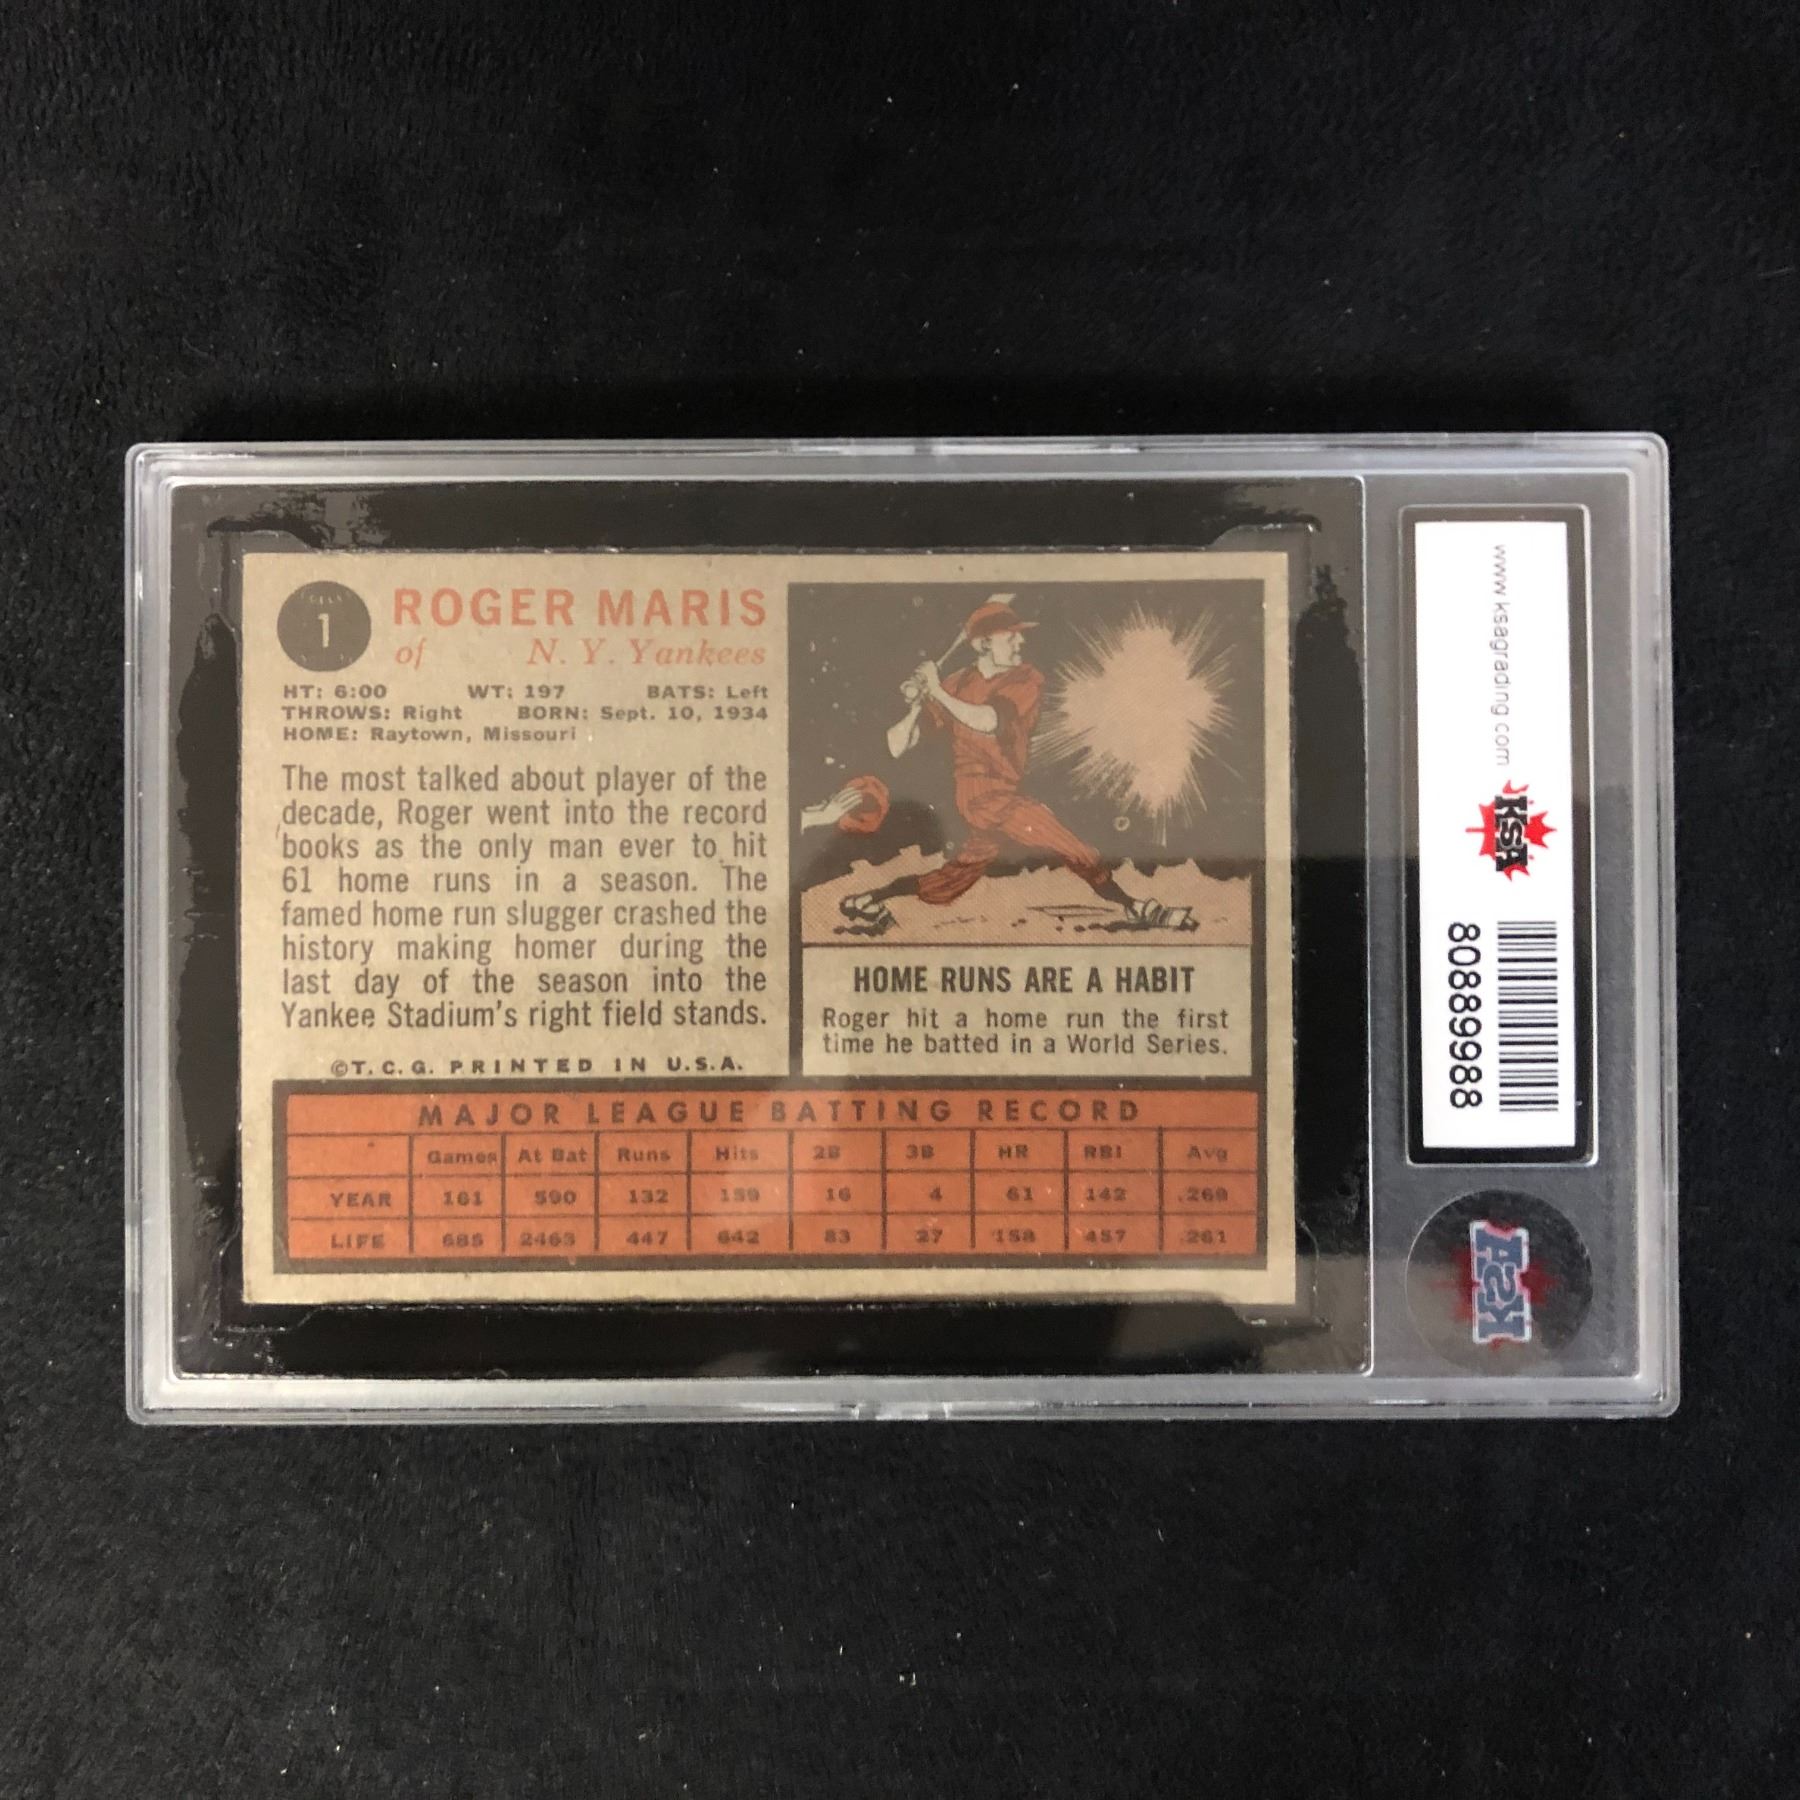 1
ROGER MARIS
of N. Y. Yankees
HT: 6:00 WT: 197 BATS: Left
THROWS: Right BORN: Sept. 10, 1934
HOME: Raytown, Missouri
The most talked about player of the
decade, Roger went into the record
books as the only man ever to hit
61 home runs in a season. The
famed home run slugger crashed the
history making homer during the
last day of the season into the
Yankee Stadium's right field stands.
©T. C. G. PRINTED IN U.S.A.
HOME RUNS ARE A HABIT
Roger hit a home run the first
time he batted in a World Series.
MAJOR LEAGUE BATTING RECORD
Games At Bat Runs Hits 2B 3B HR RBI Avg
YEAR 161 590 132 159 16 4 61 142 .269
LIFE 685 2463 447 642 83 27 158 457 .261
www.ksagrading.com
KSA
80889988
KSA